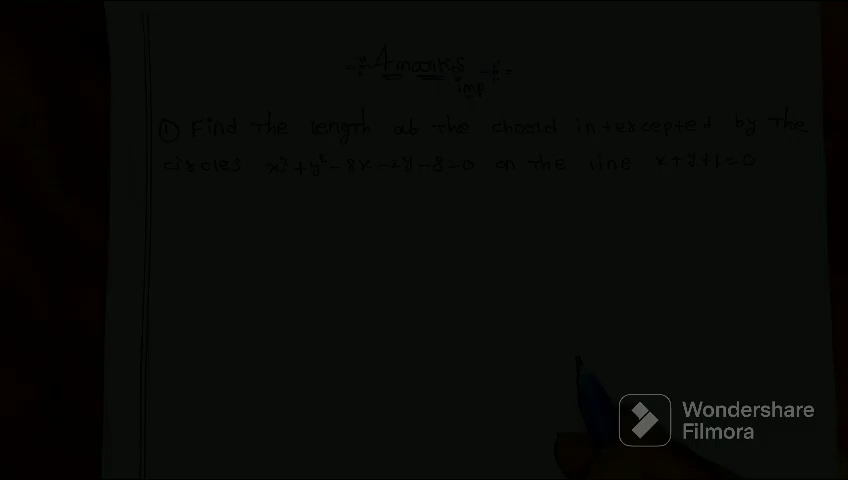 4 marks
imp
① Find the length of the chord intercepted by the
circles x²+y²-8x-2y-8=0 on the line x+y+1=0
Wondershare
Filmora